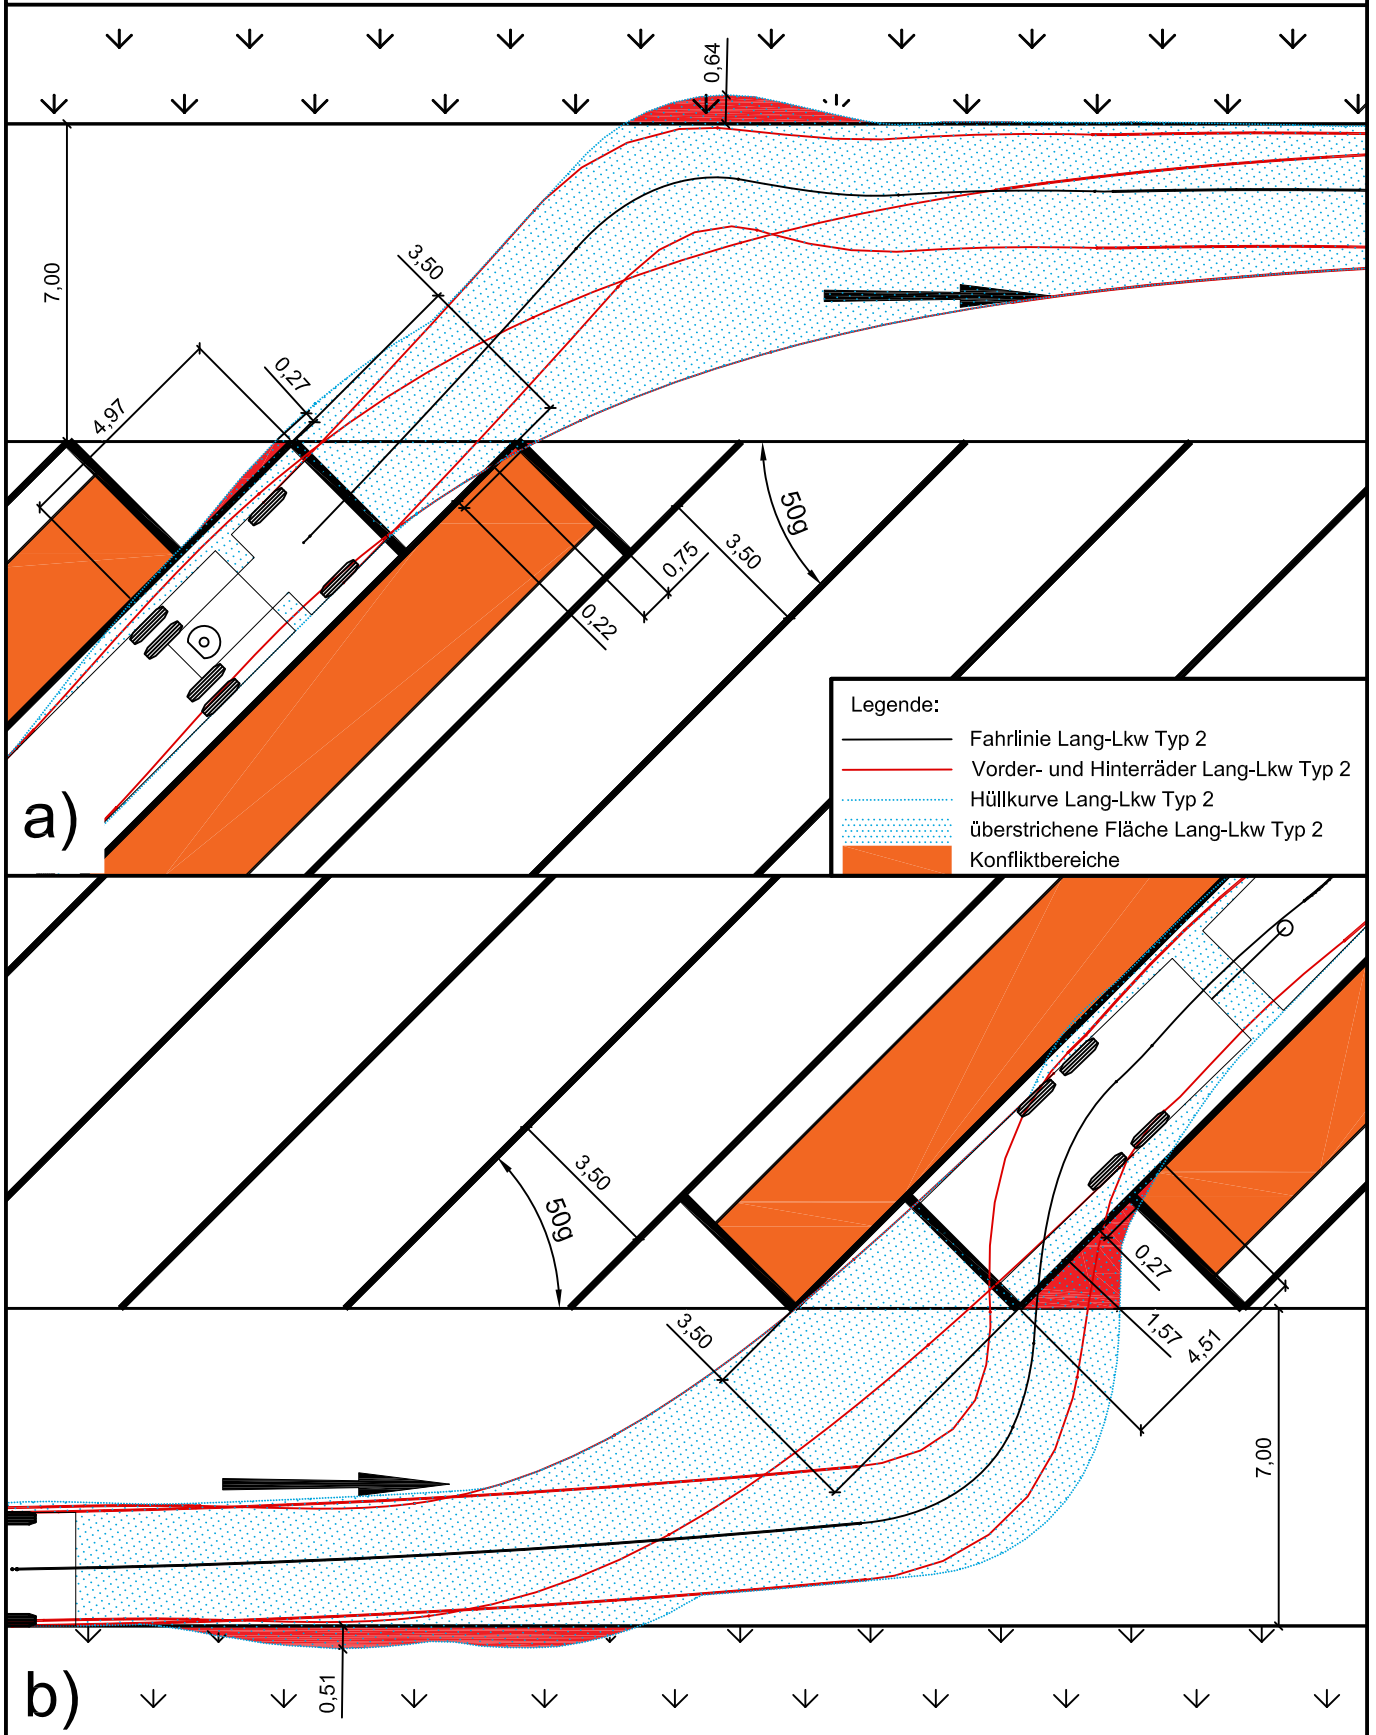 0,64
7,00
3,50
0,27
4,97
50g
3,50
0,75
0,22
Legende:
Fahrlinie Lang-Lkw Typ 2
Vorder- und Hinterräder Lang-Lkw Typ 2
Hüllkurve Lang-Lkw Typ 2
überstrichene Fläche Lang-Lkw Typ 2
Konfliktbereiche
a)
3,50
50g
0,27
1,57
4,51
3,50
7,00
0,51
b)